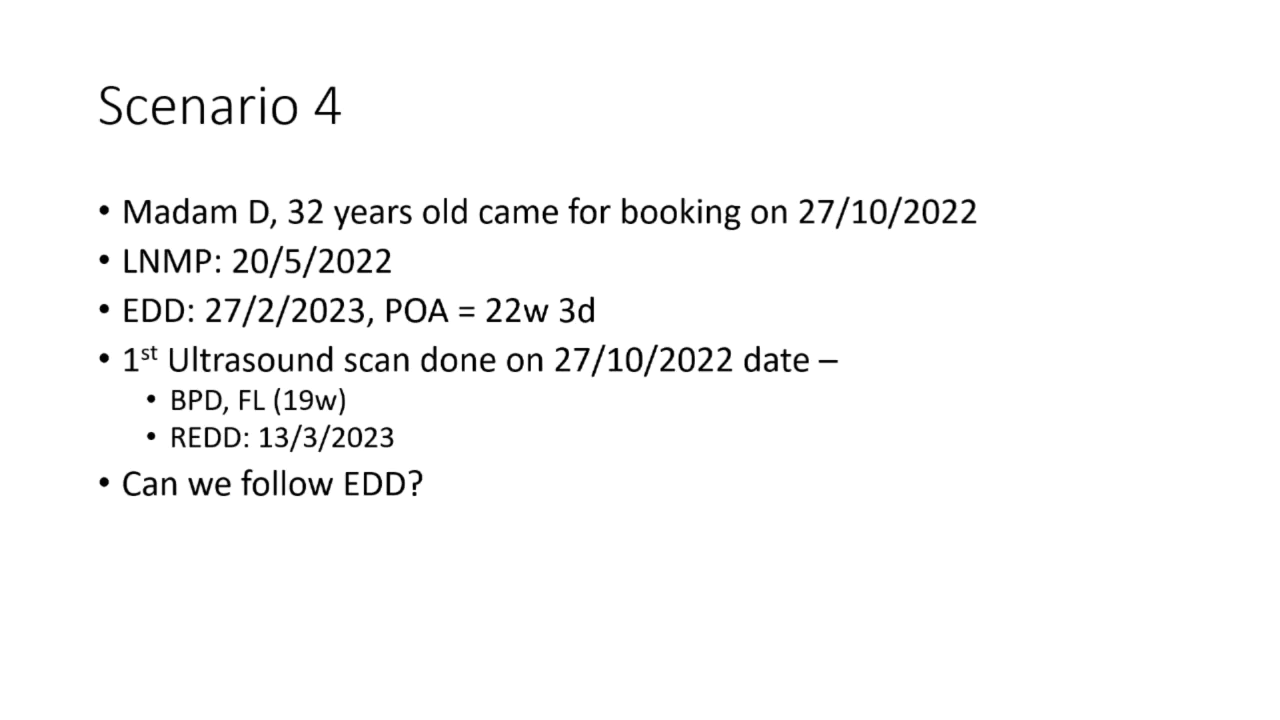 Scenario 4
• Madam D, 32 years old came for booking on 27/10/2022
• LNMP: 20/5/2022
• EDD: 27/2/2023, POA = 22w 3d
• 1st Ultrasound scan done on 27/10/2022 date –
• BPD, FL (19w)
• REDD: 13/3/2023
• Can we follow EDD?